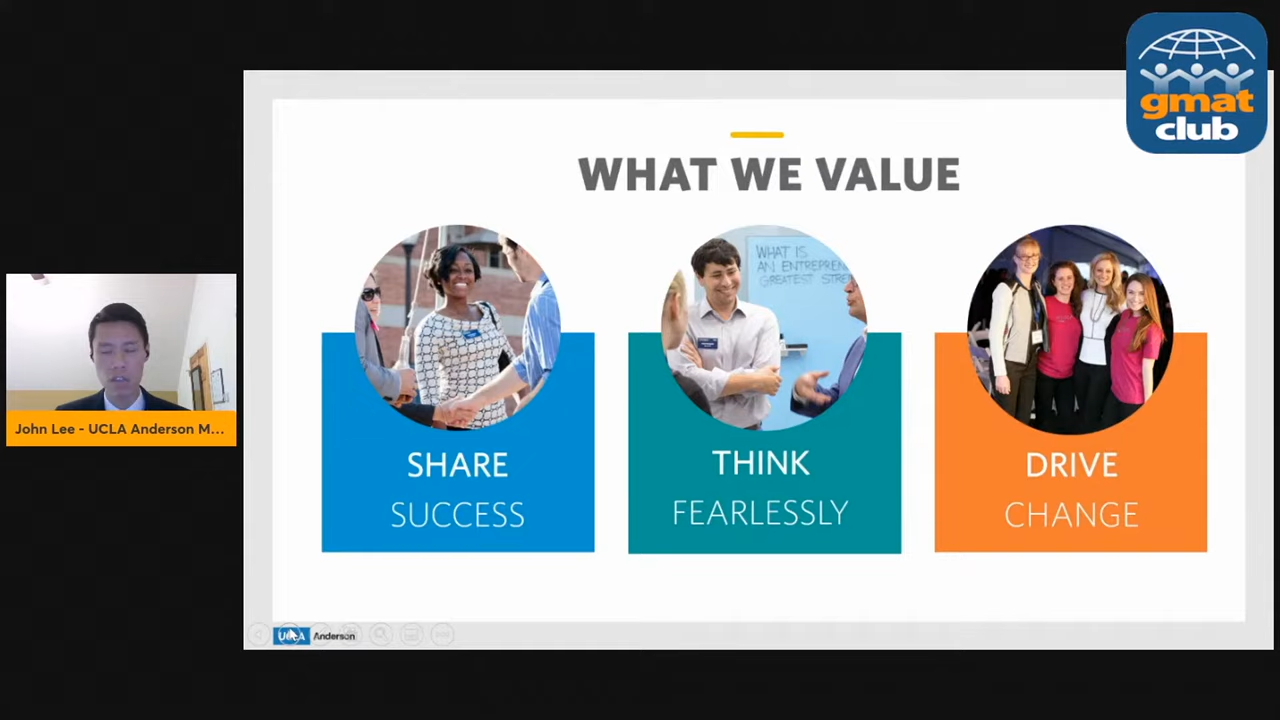 gmat
club
WHAT WE VALUE
WHAT IS
AN ENTREPREN
GREATEST STRE
SHARE
SUCCESS
THINK
FEARLESSLY
DRIVE
CHANGE
John Lee - UCLA Anderson M...
UCLA Anderson